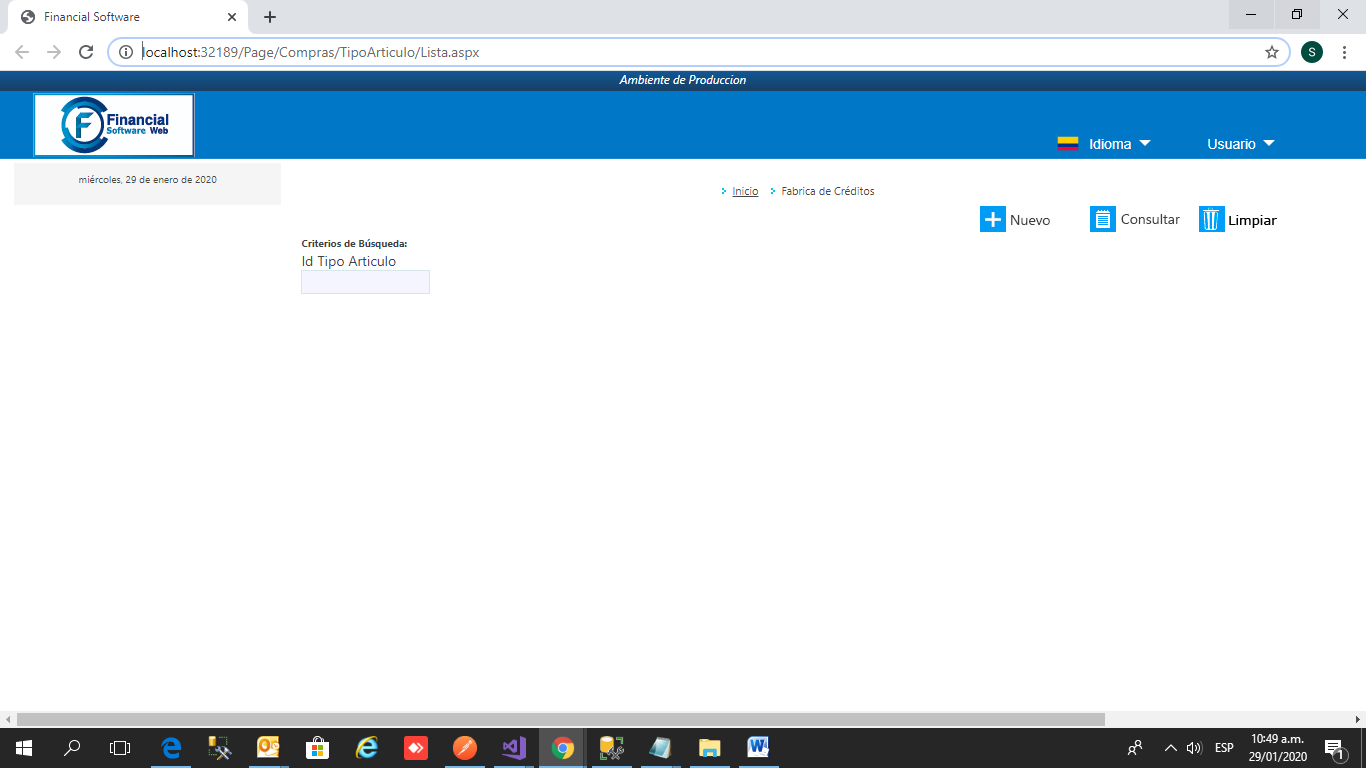 Financial Software
localhost:32189/Page/Compras/TipoArticulo/Lista.aspx
S
Ambiente de Produccion
F Financial
Software Web
Idioma
Usuario
miércoles, 29 de enero de 2020
Inicio
Fabrica de Créditos
Nuevo
Consultar
Limpiar
Criterios de Búsqueda:
Id Tipo Articulo
ESP
10:49 a.m.
29/01/2020
1